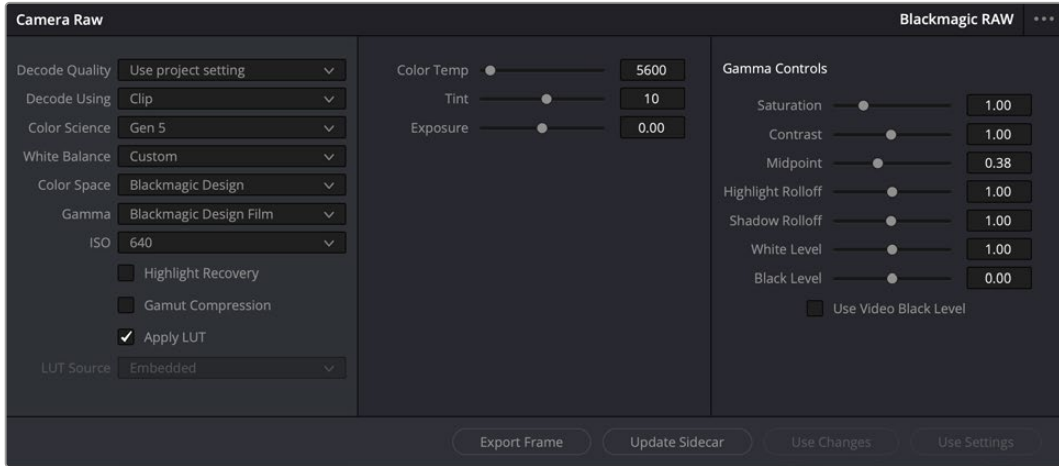 Camera Raw
Blackmagic RAW
Decode Quality Use project setting
Decode Using Clip
Color Science Gen 5
White Balance Custom
Color Space Blackmagic Design
Gamma Blackmagic Design Film
ISO 640
Highlight Recovery
Gamut Compression
Apply LUT
LUT Source Embedded
Color Temp 5600
Tint 10
Exposure 0.00
Gamma Controls
Saturation 1.00
Contrast 1.00
Midpoint 0.38
Highlight Rolloff 1.00
Shadow Rolloff 1.00
White Level 1.00
Black Level 0.00
Use Video Black Level
Export Frame
Update Sidecar
Use Changes
Use Settings